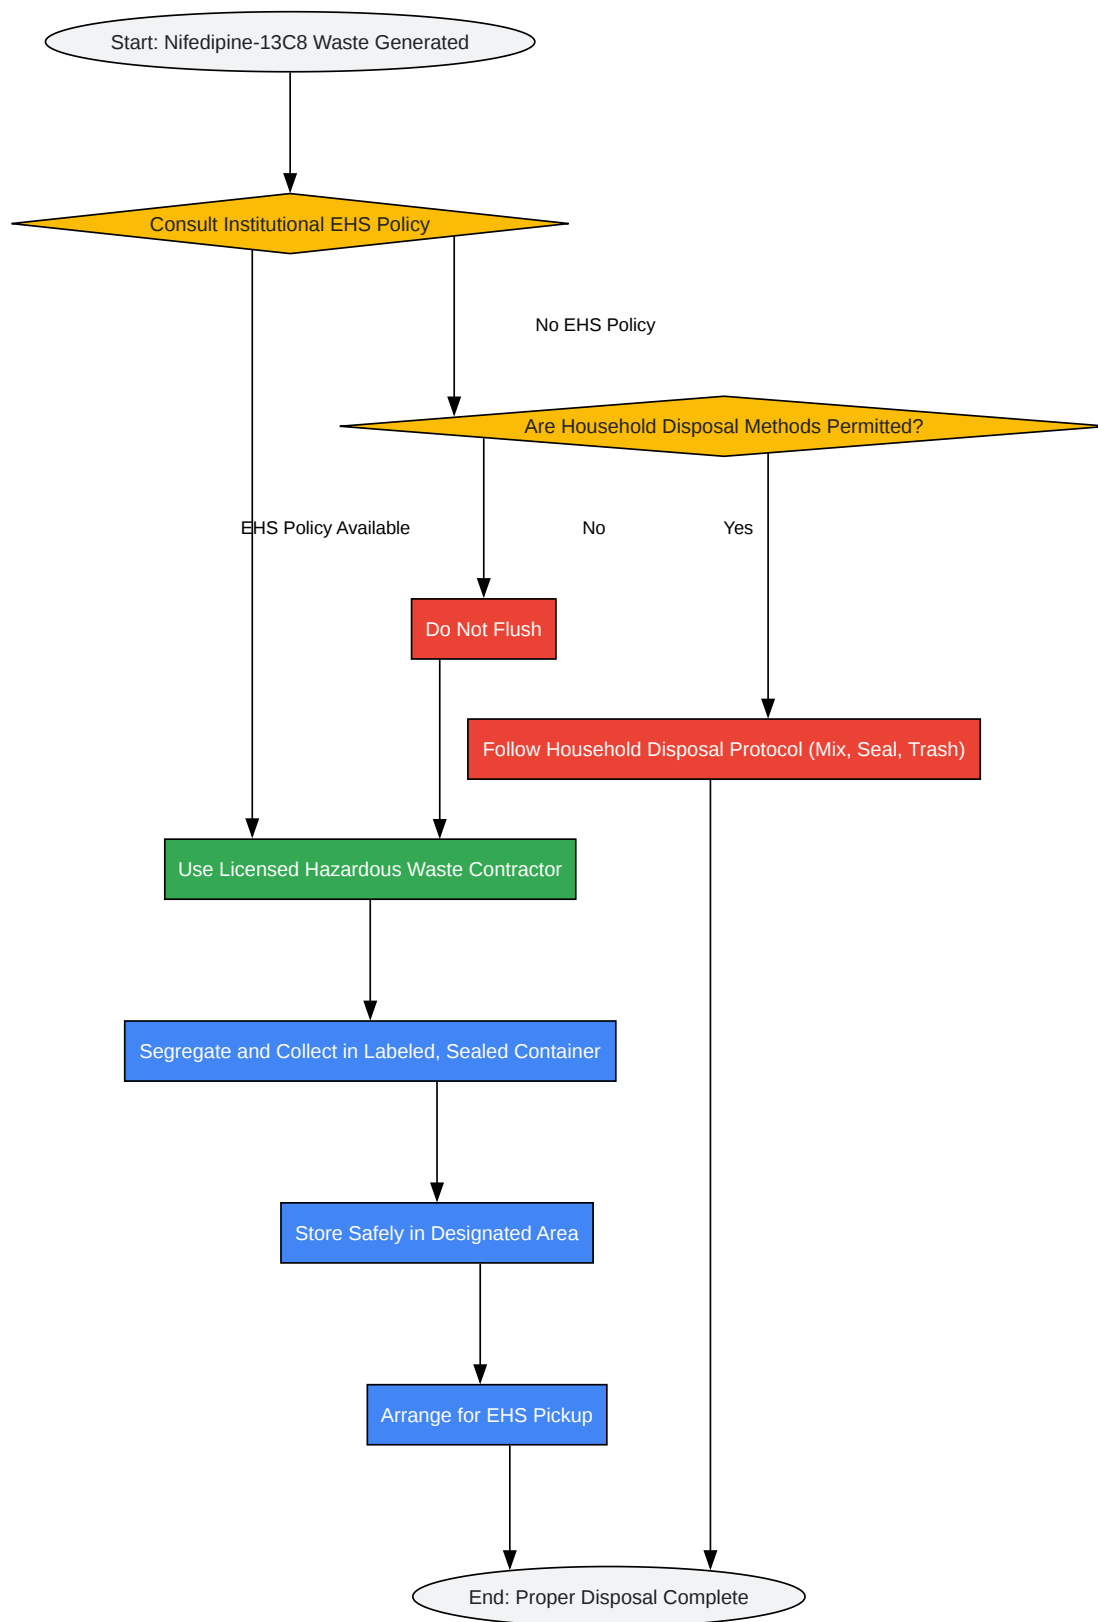 Start: Nifedipine-13C8 Waste Generated
Consult Institutional EHS Policy
No EHS Policy
Are Household Disposal Methods Permitted?
EHS Policy Available
No
Yes
Do Not Flush
Follow Household Disposal Protocol (Mix, Seal, Trash)
Use Licensed Hazardous Waste Contractor
Segregate and Collect in Labeled, Sealed Container
Store Safely in Designated Area
Arrange for EHS Pickup
End: Proper Disposal Complete